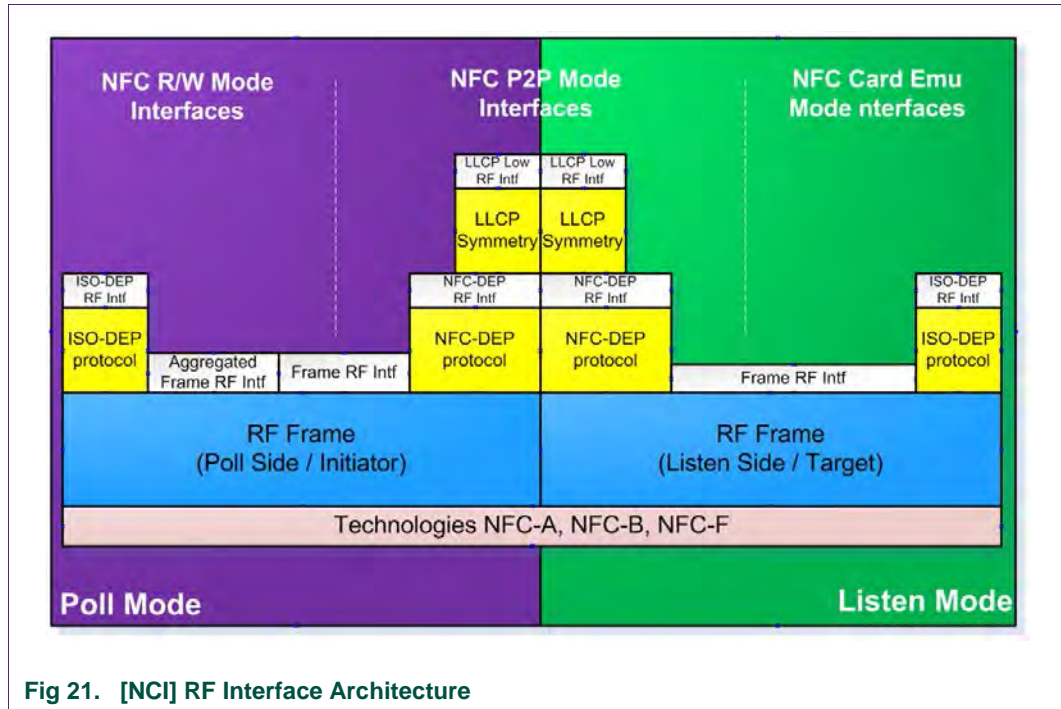 NFC R/W Mode
Interfaces
NFC P2P Mode
Interfaces
NFC Card Emu
Mode nterfaces
LLCP Low
RF Intf
LLCP Low
RF Intf
LLCP
Symmetry
LLCP
Symmetry
ISO-DEP
RF Intf
NFC-DEP
RF Intf
NFC-DEP
RF Intf
ISO-DEP
RF Intf
ISO-DEP
protocol
Aggregated
Frame RF Intf
Frame RF Intf
NFC-DEP
protocol
NFC-DEP
protocol
Frame RF Intf
ISO-DEP
protocol
RF Frame
(Poll Side / Initiator)
RF Frame
(Listen Side / Target)
Technologies NFC-A, NFC-B, NFC-F
Poll Mode
Listen Mode
Fig 21. [NCI] RF Interface Architecture